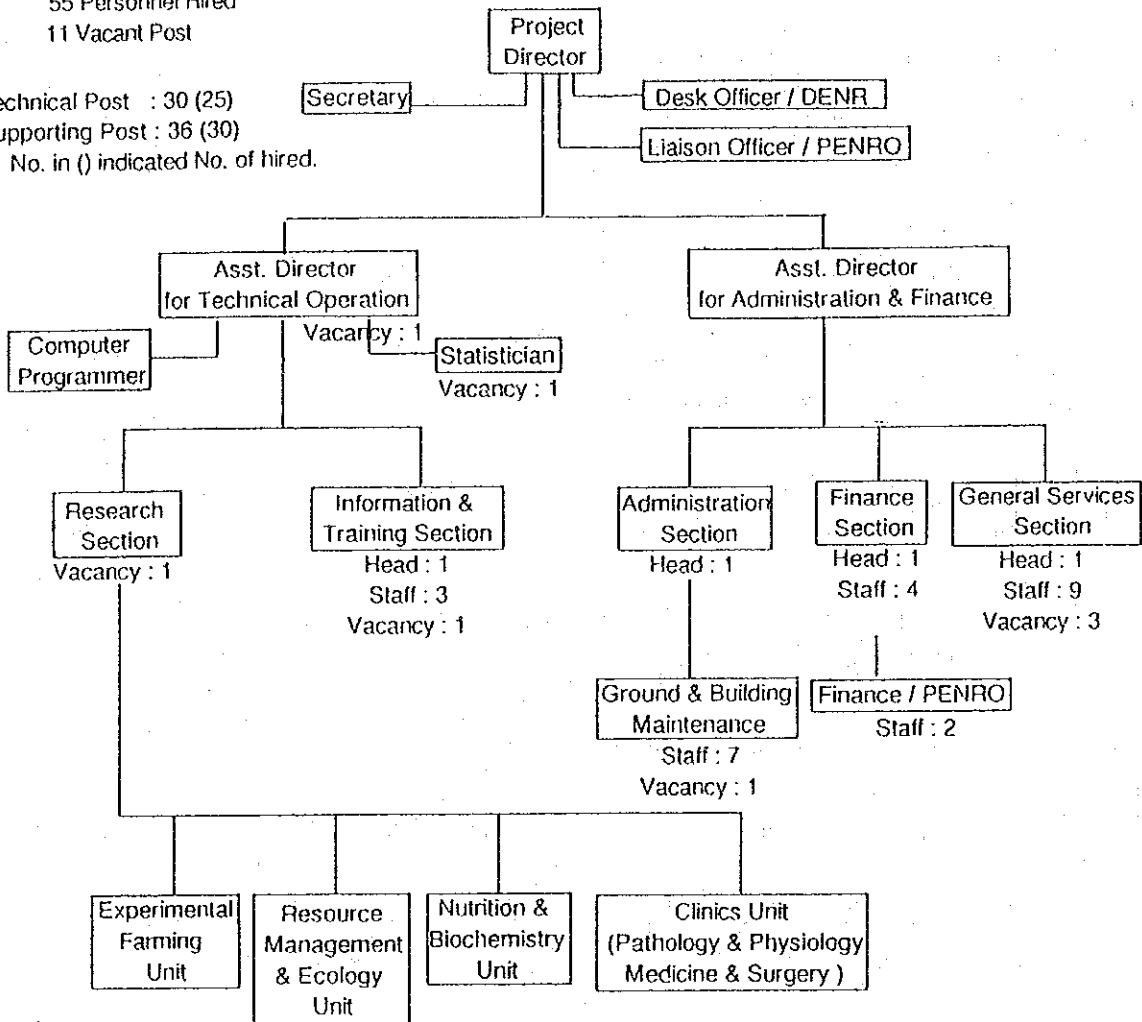 55 Personnel Hired
11 Vacant Post
echnical Post : 30 (25)
upporting Post : 36 (30)
No. in () indicated No. of hired.
Project
Director
Secretary
Desk Officer / DENR
Liaison Officer / PENRO
Asst. Director
for Technical Operation
Vacancy : 1
Asst. Director
for Administration & Finance
Computer
Programmer
Statistician
Vacancy : 1
Research
Section
Vacancy : 1
Information &
Training Section
Head : 1
Staff : 3
Vacancy : 1
Administration
Section
Head : 1
Finance
Section
Head : 1
Staff : 4
General Services
Section
Head : 1
Staff : 9
Vacancy : 3
Ground & Building
Maintenance
Staff : 7
Vacancy : 1
Finance / PENRO
Staff : 2
Experimental
Farming
Unit
Resource
Management
& Ecology
Unit
Nutrition &
Biochemistry
Unit
Clinics Unit
(Pathology & Physiology
Medicine & Surgery )